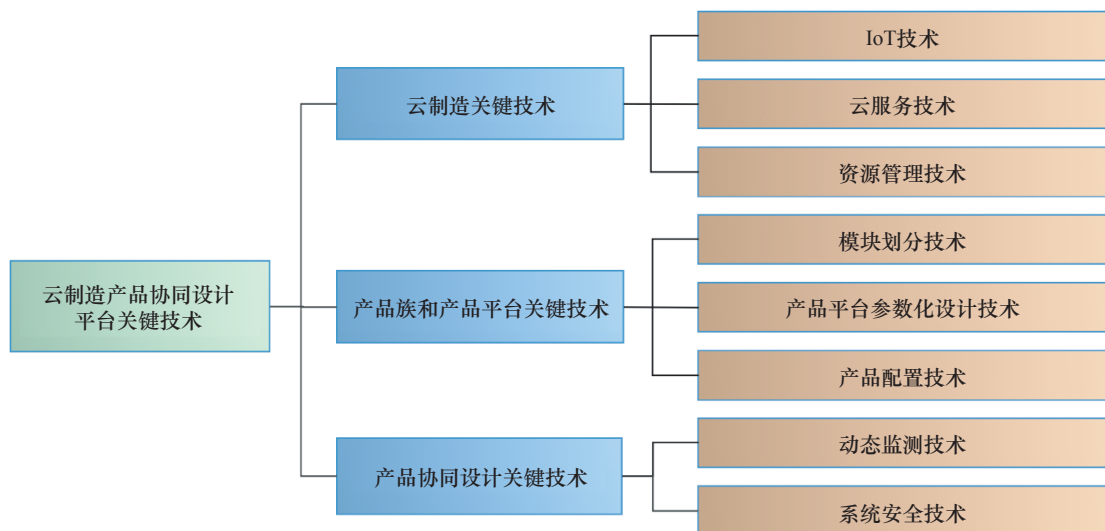 云制造产品协同设计
平台关键技术
云制造关键技术
IoT技术
云服务技术
资源管理技术
产品族和产品平台关键技术
模块划分技术
产品平台参数化设计技术
产品配置技术
产品协同设计关键技术
动态监测技术
系统安全技术